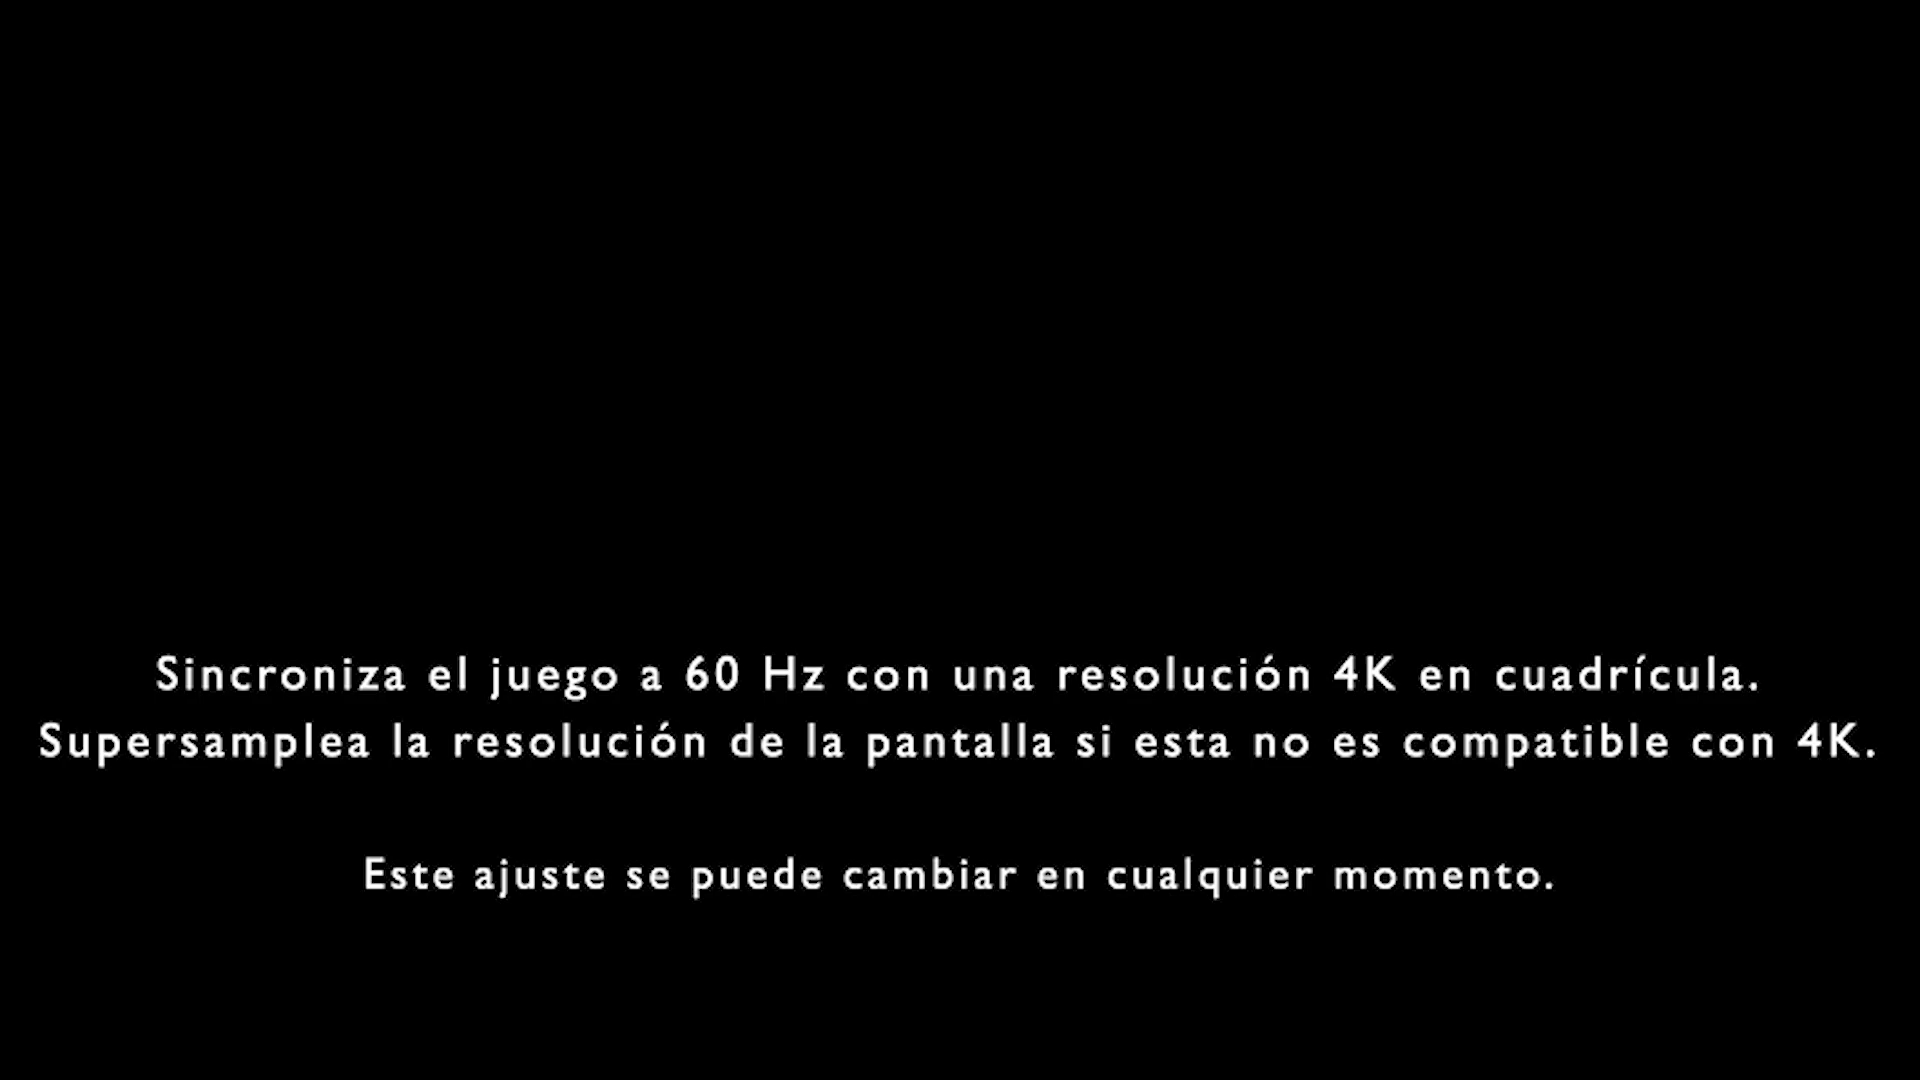 Sincroniza el juego a 60 Hz con una resolución 4K en cuadrícula.
Supersamplea la resolución de la pantalla si esta no es compatible con 4K.
Este ajuste se puede cambiar en cualquier momento.